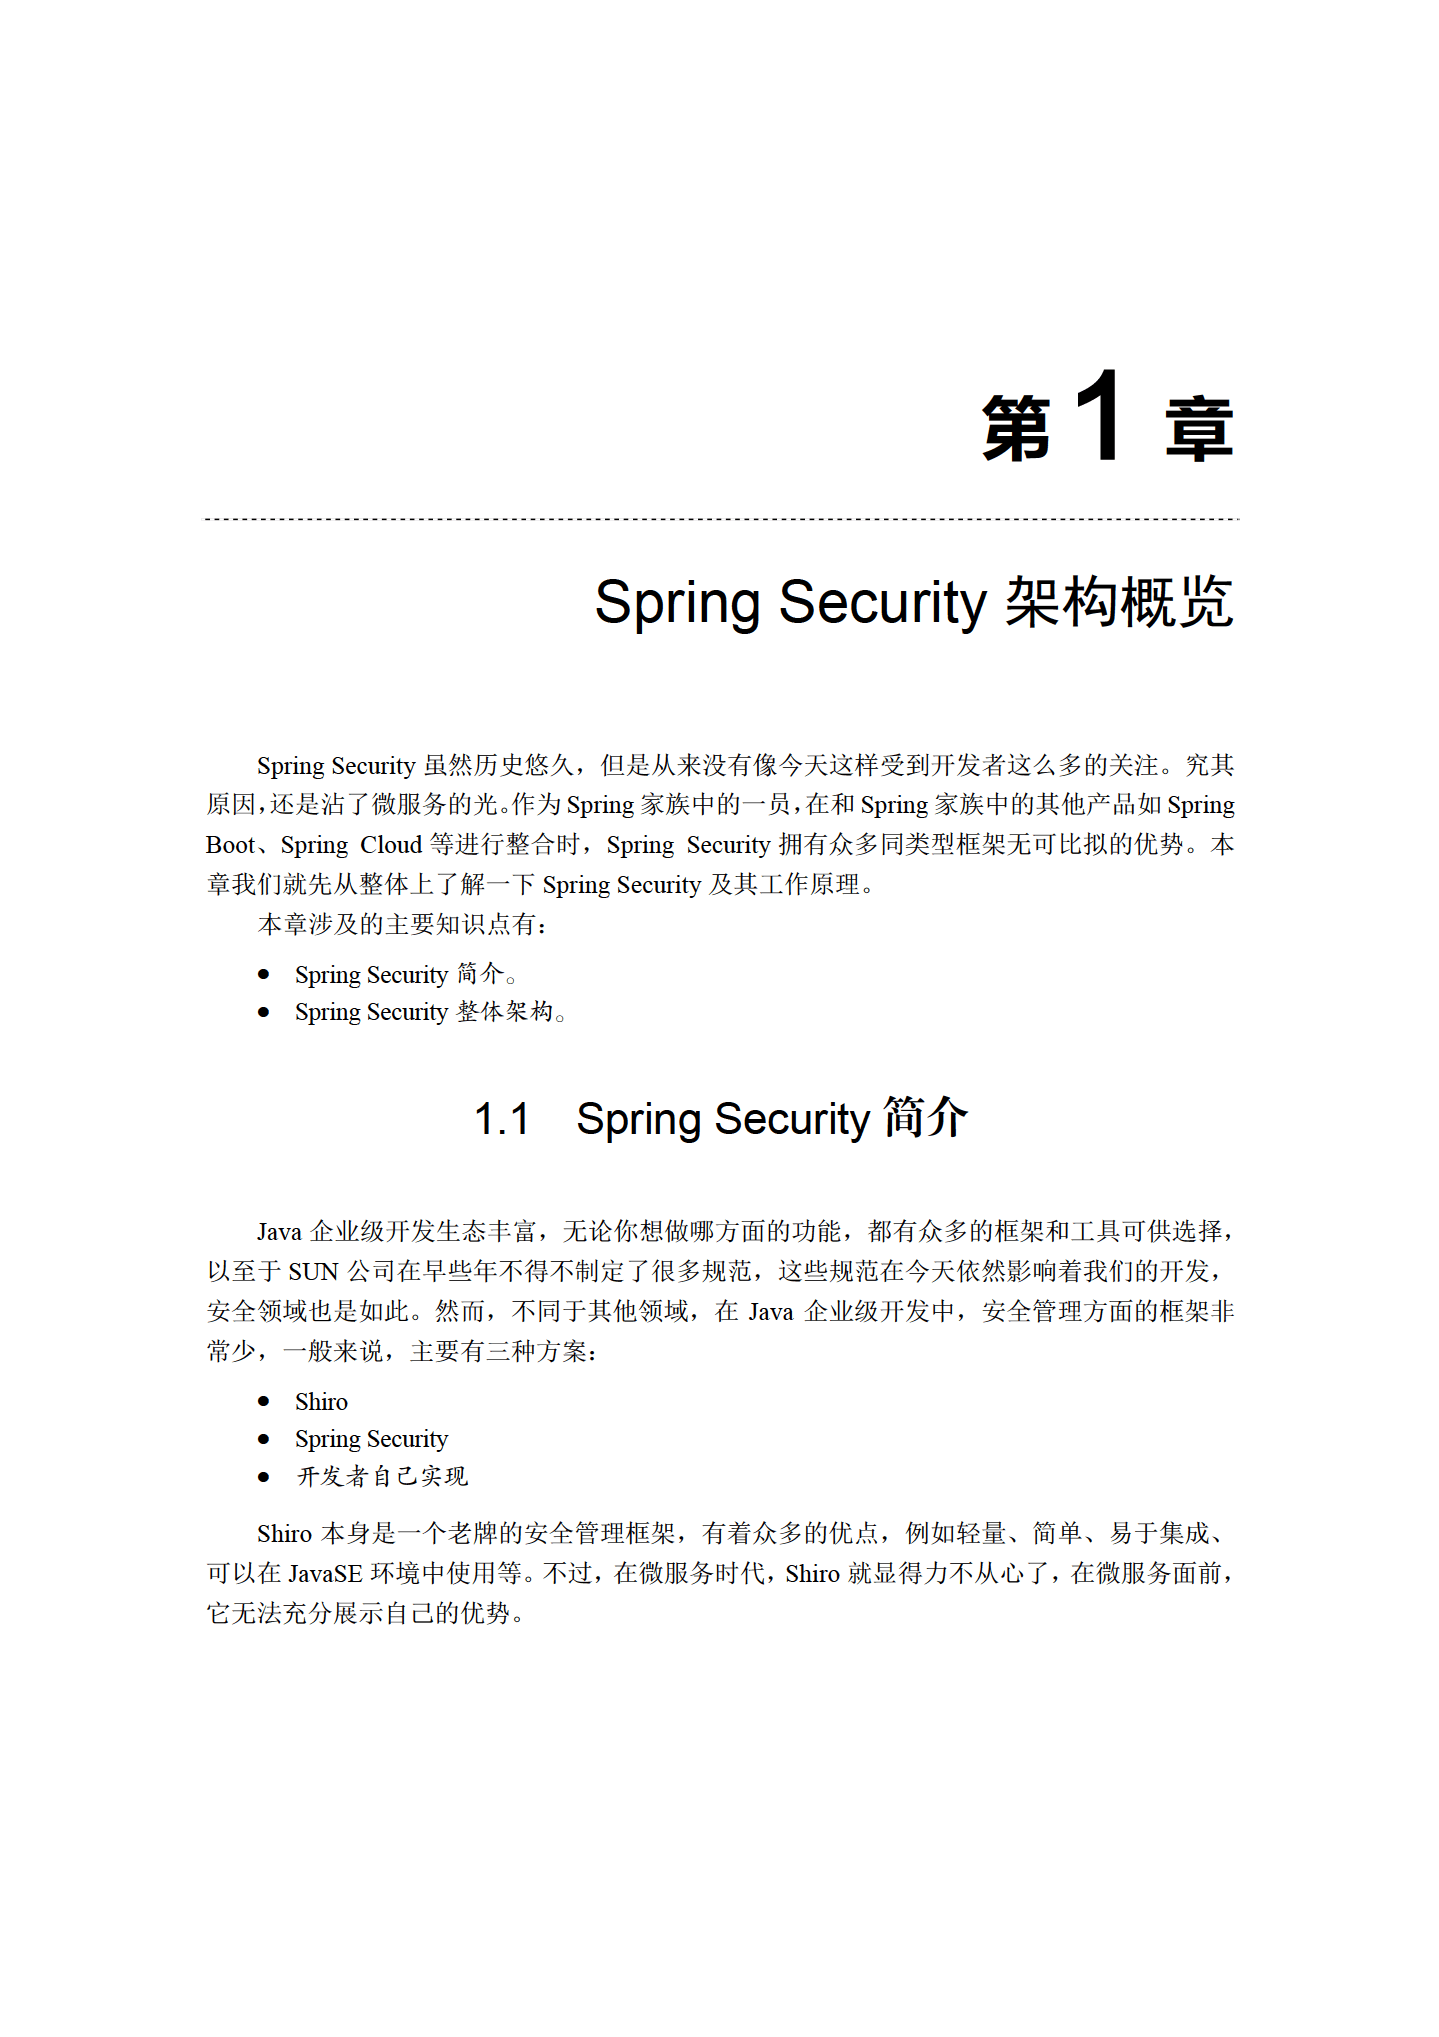 第 1 章
Spring Security 架构概览
Spring Security 虽然历史悠久，但是从来没有像今天这样受到开发者这么多的关注。究其
原因，还是沾了微服务的光。作为 Spring 家族中的一员，在和 Spring 家族中的其他产品如 Spring
Boot、Spring Cloud 等进行整合时，Spring Security 拥有众多同类型框架无可比拟的优势。本
章我们就先从整体上了解一下 Spring Security 及其工作原理。
本章涉及的主要知识点有：
● Spring Security 简介。
● Spring Security 整体架构。
1.1 Spring Security 简介
Java 企业级开发生态丰富，无论你想做哪方面的功能，都有众多的框架和工具可供选择，
以至于 SUN 公司在早些年不得不制定了很多规范，这些规范在今天依然影响着我们的开发，
安全领域也是如此。然而，不同于其他领域，在 Java 企业级开发中，安全管理方面的框架非
常少，一般来说，主要有三种方案：
● Shiro
● Spring Security
● 开发者自己实现
Shiro 本身是一个老牌的安全管理框架，有着众多的优点，例如轻量、简单、易于集成、
可以在 JavaSE 环境中使用等。不过，在微服务时代，Shiro 就显得力不从心了，在微服务面前，
它无法充分展示自己的优势。